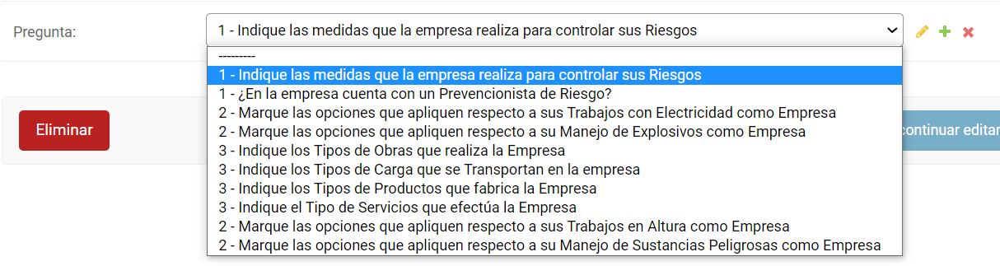 Pregunta:
1 - Indique las medidas que la empresa realiza para controlar sus Riesgos
---------
1 - Indique las medidas que la empresa realiza para controlar sus Riesgos
1 - ¿En la empresa cuenta con un Prevencionista de Riesgo?
2 - Marque las opciones que apliquen respecto a sus Trabajos con Electricidad como Empresa
2 - Marque las opciones que apliquen respecto a su Manejo de Explosivos como Empresa
3 - Indique los Tipos de Obras que realiza la Empresa
3 - Indique los Tipos de Carga que se Transportan en la empresa
3 - Indique los Tipos de Productos que fabrica la Empresa
3 - Indique el Tipo de Servicios que efectúa la Empresa
2 - Marque las opciones que apliquen respecto a sus Trabajos en Altura como Empresa
2 - Marque las opciones que apliquen respecto a su Manejo de Sustancias Peligrosas como Empresa
Eliminar
continuar editar